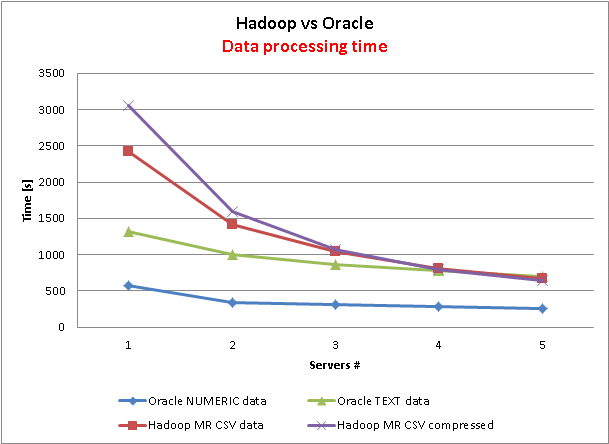 Hadoop vs Oracle
Data processing time
Time [s]
3500
3000
2500
2000
1500
1000
500
0
1 2 3 4 5
Servers #
Oracle NUMERIC data Oracle TEXT data
Hadoop MR CSV data Hadoop MR CSV compressed